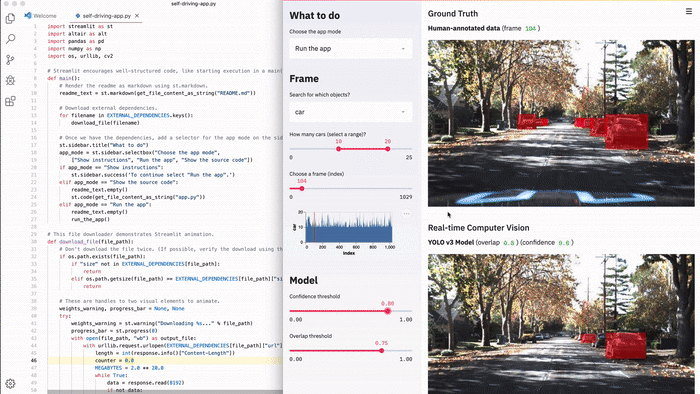 self-driving-app.py
Welcome
self-driving-app.py
1 import streamlit as st
2 import altair as alt
3 import pandas as pd
4 import numpy as np
5 import os, urllib, cv2
6
7 # Streamlit encourages well-structured code, like starting execution in a main(
8 def main():
9 # Render the readme as markdown using st.markdown.
10 readme_text = st.markdown(get_file_content_as_string("README.md"))
11
12 # Download external dependencies.
13 for filename in EXTERNAL_DEPENDENCIES.keys():
14 download_file(filename)
15
16 # Once we have the dependencies, add a selector for the app mode on the sid
17 st.sidebar.title("What to do")
18 app_mode = st.sidebar.selectbox("Choose the app mode",
19 ["Show instructions", "Run the app", "Show the source code"])
20 if app_mode == "Show instructions":
21 st.sidebar.success('To continue select "Run the app".')
22 elif app_mode == "Show the source code":
23 readme_text.empty()
24 st.code(get_file_content_as_string("app.py"))
25 elif app_mode == "Run the app":
26 readme_text.empty()
27 run_the_app()
28
29 # This file downloader demonstrates Streamlit animation.
30 def download_file(file_path):
31 # Don't download the file twice. (If possible, verify the download using th
32 if os.path.exists(file_path):
33 if "size" not in EXTERNAL_DEPENDENCIES[file_path]:
34 return
35 elif os.path.getsize(file_path) == EXTERNAL_DEPENDENCIES[file_path]["si
36 return
37
38 # These are handles to two visual elements to animate.
39 weights_warning, progress_bar = None, None
40 try:
41 weights_warning = st.warning("Downloading %s..." % file_path)
42 progress_bar = st.progress(0)
43 with open(file_path, "wb") as output_file:
44 with urllib.request.urlopen(EXTERNAL_DEPENDENCIES[file_path]["url"]
45 length = int(response.info()["Content-Length"])
46 counter = 0.0
47 MEGABYTES = 2.0 ** 20.0
48 while True:
49 data = response.read(8192)
50 if not data:
What to do
Choose the app mode
Run the app
Frame
Search for which objects?
car
How many cars (select a range)?
10 20
0 25
Choose a frame (index)
104
0 1029
20
15
10
5
0
car
0 200 400 600 800 1,000
index
Model
Confidence threshold
0.80
0.00 1.00
Overlap threshold
0.75
0.00 1.00
Ground Truth
Human-annotated data (frame 104 )
Real-time Computer Vision
YOLO v3 Model (overlap 0.8 ) (confidence 0.6 )